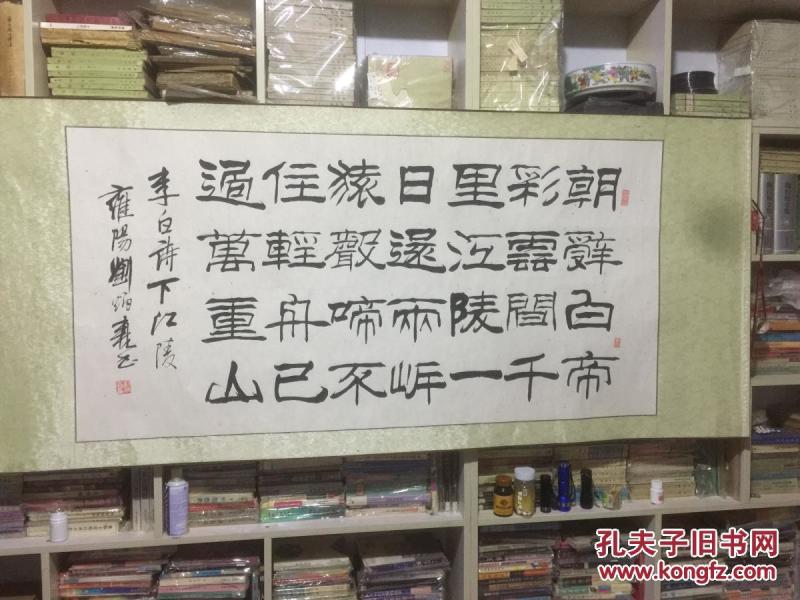 朝辭白帝
彩雲間千
里江陵一
日還兩岸
猿聲啼不
住輕舟已
過萬重山
李白詩下江陵
雍陽劉炳森書
孔夫子旧书网
www.kongfz.com